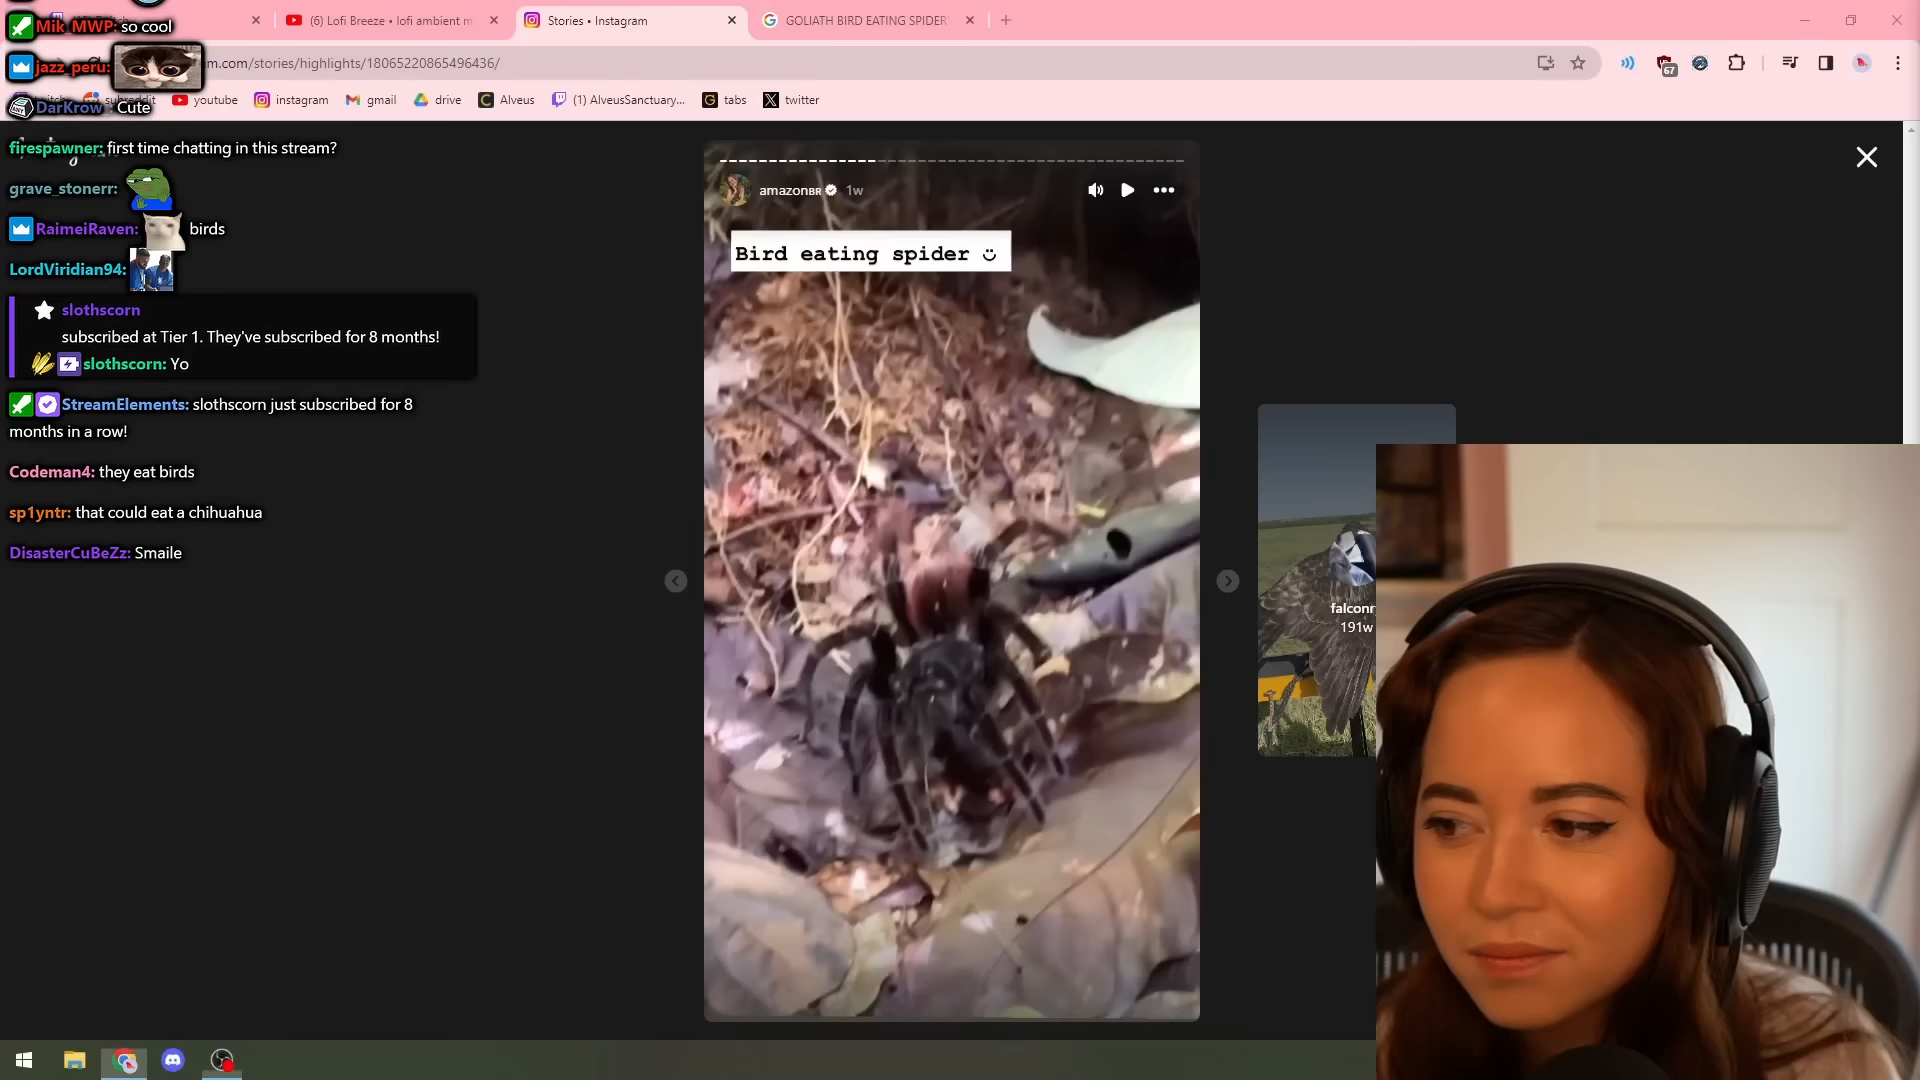 (6) Lofi Breeze • lofi ambient m
Stories • Instagram
GOLIATH BIRD EATING SPIDER
.com/stories/highlights/18065220865496436/
67
youtube
instagram
gmail
drive
Alveus
(1) AlveusSanctuary...
tabs
twitter
Mik_MWP: so cool
jazz_peru:
DarKrow_: Cute
firespawner: first time chatting in this stream?
grave_stonerr:
RaimeiRaven: birds
LordViridian94:
slothscorn
subscribed at Tier 1. They've subscribed for 8 months!
slothscorn: Yo
StreamElements: slothscorn just subscribed for 8
months in a row!
Codeman4: they eat birds
sp1yntr: that could eat a chihuahua
DisasterCuBeZz: Smaile
amazonBR 1w
Bird eating spider
falconr
191w